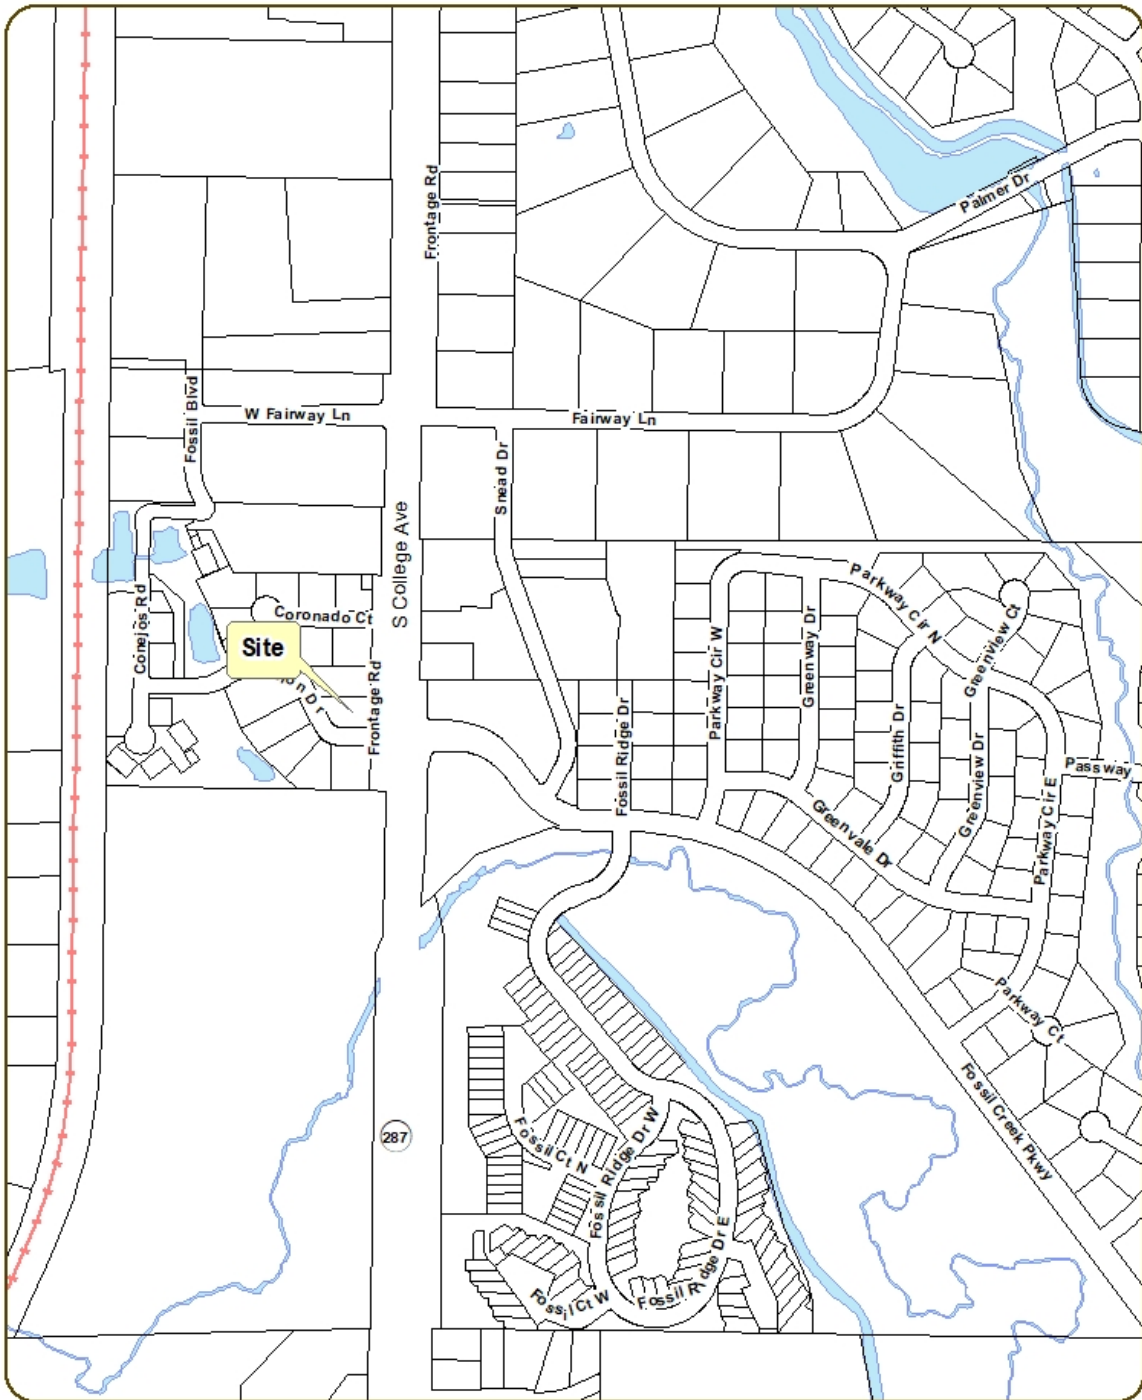 Palmer Dr
Frontage Rd
Fossil Blvd
W Fairway Ln
Fairway Ln
Snead Dr
S College Ave
Parkway Cir N
Conejos Rd
Coronado Ct
Greenview Ct
Greenway Dr
Parkway Cir W
Site
on Dr
Frontage Rd
Fossil Ridge Dr
Griffith Dr
Greenview Dr
Passway
Parkway Cir E
Greenvale Dr
Parkway Ct
Fossil Creek Pkwy
287
Fossil Ct N
Fossil Ridge Dr W
Fossil Ridge Dr E
Fossil Ct W